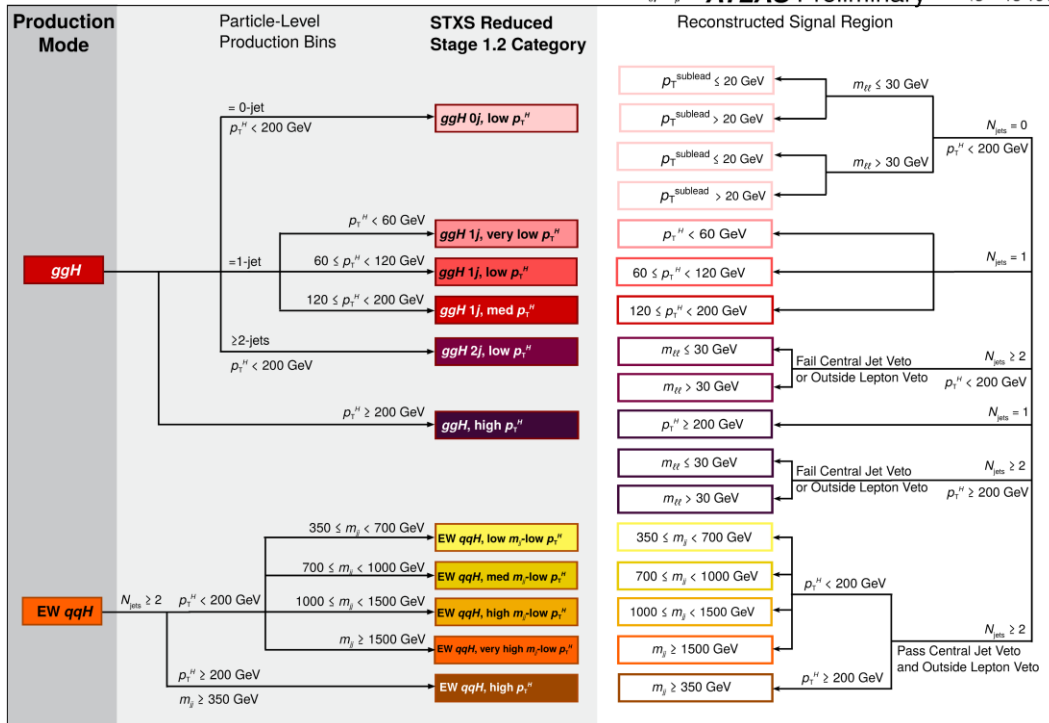 ATLAS Preliminary
Production
Mode
Particle-Level
Production Bins
STXS Reduced
Stage 1.2 Category
Reconstructed Signal Region
= 0-jet
p_T^H < 200 GeV
ggH 0j, low p_T^H
p_T^sublead ≤ 20 GeV
p_T^sublead > 20 GeV
m_ℓℓ ≤ 30 GeV
p_T^sublead ≤ 20 GeV
p_T^sublead > 20 GeV
m_ℓℓ > 30 GeV
N_jets = 0
p_T^H < 200 GeV
ggH
=1-jet
p_T^H < 60 GeV
ggH 1j, very low p_T^H
p_T^H < 60 GeV
60 ≤ p_T^H < 120 GeV
ggH 1j, low p_T^H
60 ≤ p_T^H < 120 GeV
N_jets = 1
120 ≤ p_T^H < 200 GeV
ggH 1j, med p_T^H
120 ≤ p_T^H < 200 GeV
≥2-jets
p_T^H < 200 GeV
ggH 2j, low p_T^H
m_ℓℓ ≤ 30 GeV
m_ℓℓ > 30 GeV
Fail Central Jet Veto
or Outside Lepton Veto
N_jets ≥ 2
p_T^H < 200 GeV
p_T^H ≥ 200 GeV
ggH, high p_T^H
p_T^H ≥ 200 GeV
N_jets = 1
m_ℓℓ ≤ 30 GeV
m_ℓℓ > 30 GeV
Fail Central Jet Veto
or Outside Lepton Veto
N_jets ≥ 2
p_T^H ≥ 200 GeV
EW qqH
N_jets ≥ 2
p_T^H < 200 GeV
350 ≤ m_jj < 700 GeV
EW qqH, low m_jj-low p_T^H
350 ≤ m_jj < 700 GeV
700 ≤ m_jj < 1000 GeV
EW qqH, med m_jj-low p_T^H
700 ≤ m_jj < 1000 GeV
1000 ≤ m_jj < 1500 GeV
EW qqH, high m_jj-low p_T^H
1000 ≤ m_jj < 1500 GeV
m_jj ≥ 1500 GeV
EW qqH, very high m_jj-low p_T^H
m_jj ≥ 1500 GeV
p_T^H < 200 GeV
N_jets ≥ 2
Pass Central Jet Veto
and Outside Lepton Veto
p_T^H ≥ 200 GeV
m_jj ≥ 350 GeV
EW qqH, high p_T^H
m_jj ≥ 350 GeV
p_T^H ≥ 200 GeV